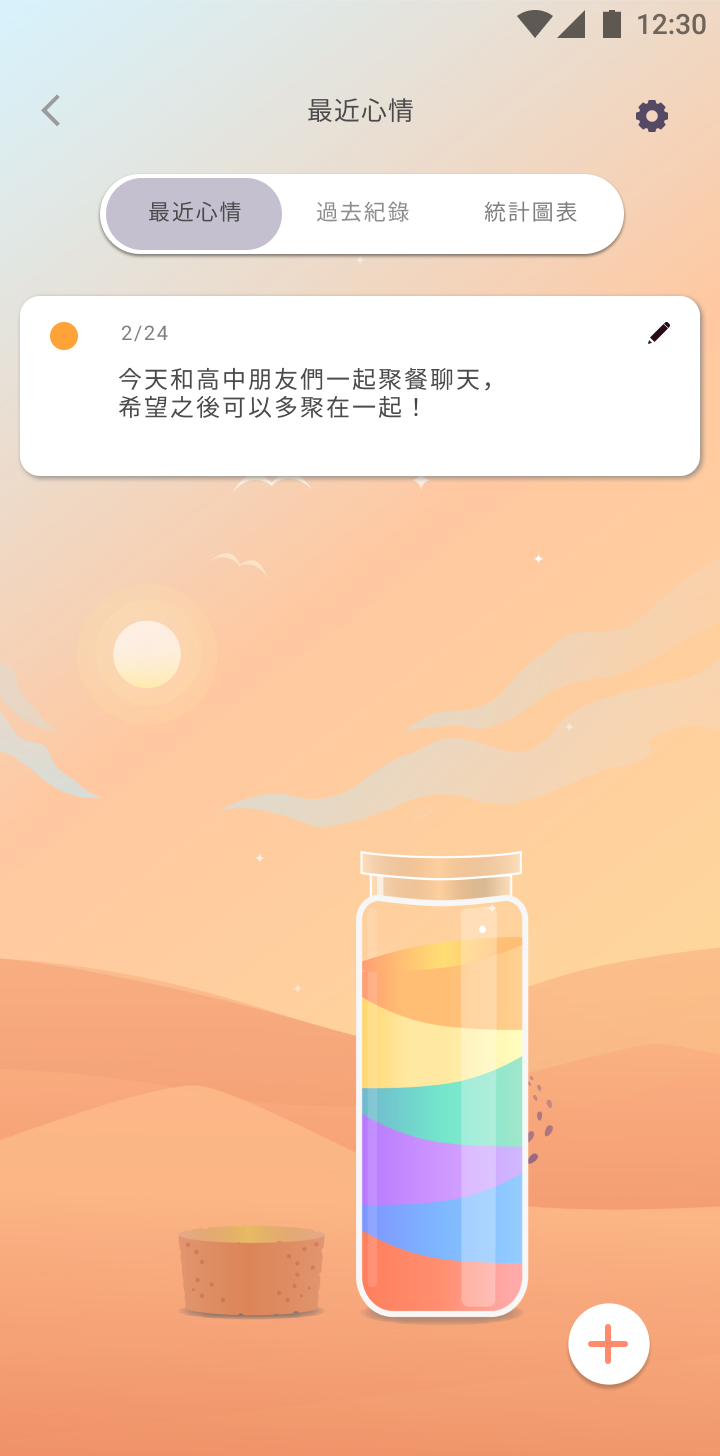 12:30
最近心情
最近心情 過去紀錄 統計圖表
2/24
今天和高中朋友們一起聚餐聊天，
希望之後可以多聚在一起！